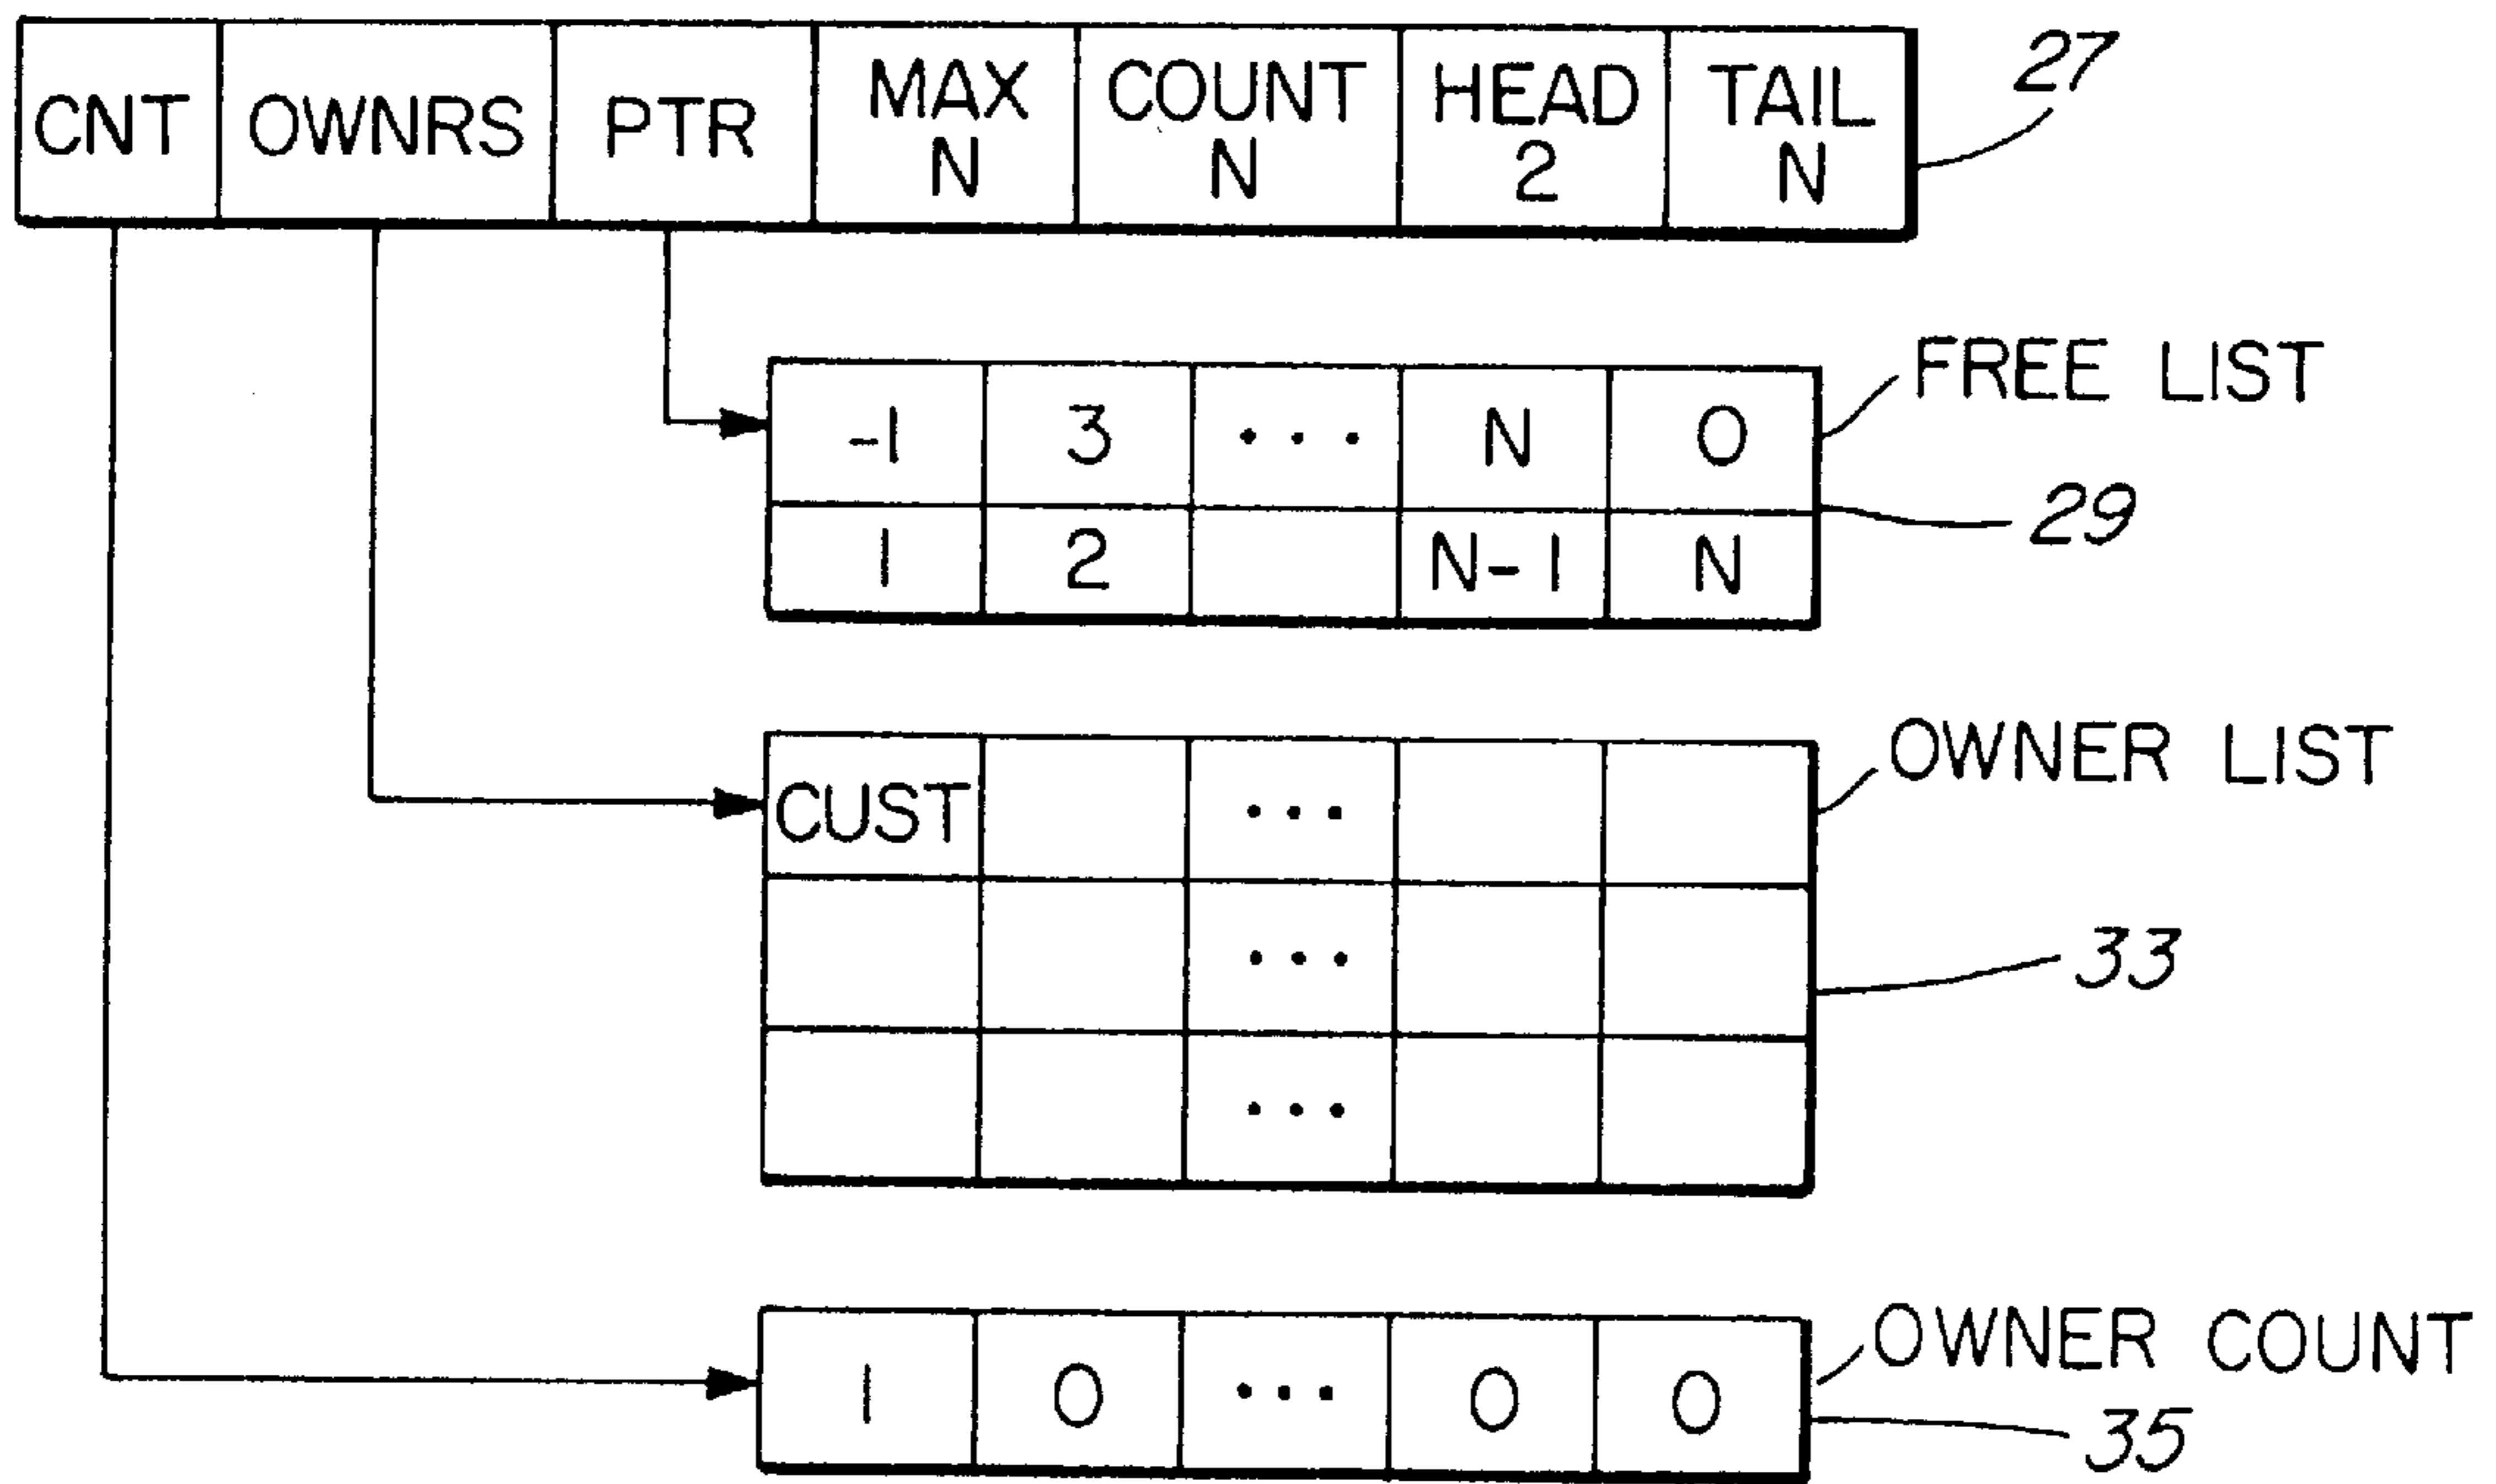 CNT OWNRS PTR MAX N COUNT N HEAD 2 TAIL N
27
FREE LIST
-1 3 ... N 0
1 2 N-1 N
29
OWNER LIST
CUST ...
...
33
...
OWNER COUNT
1 0 ... 0 0
35